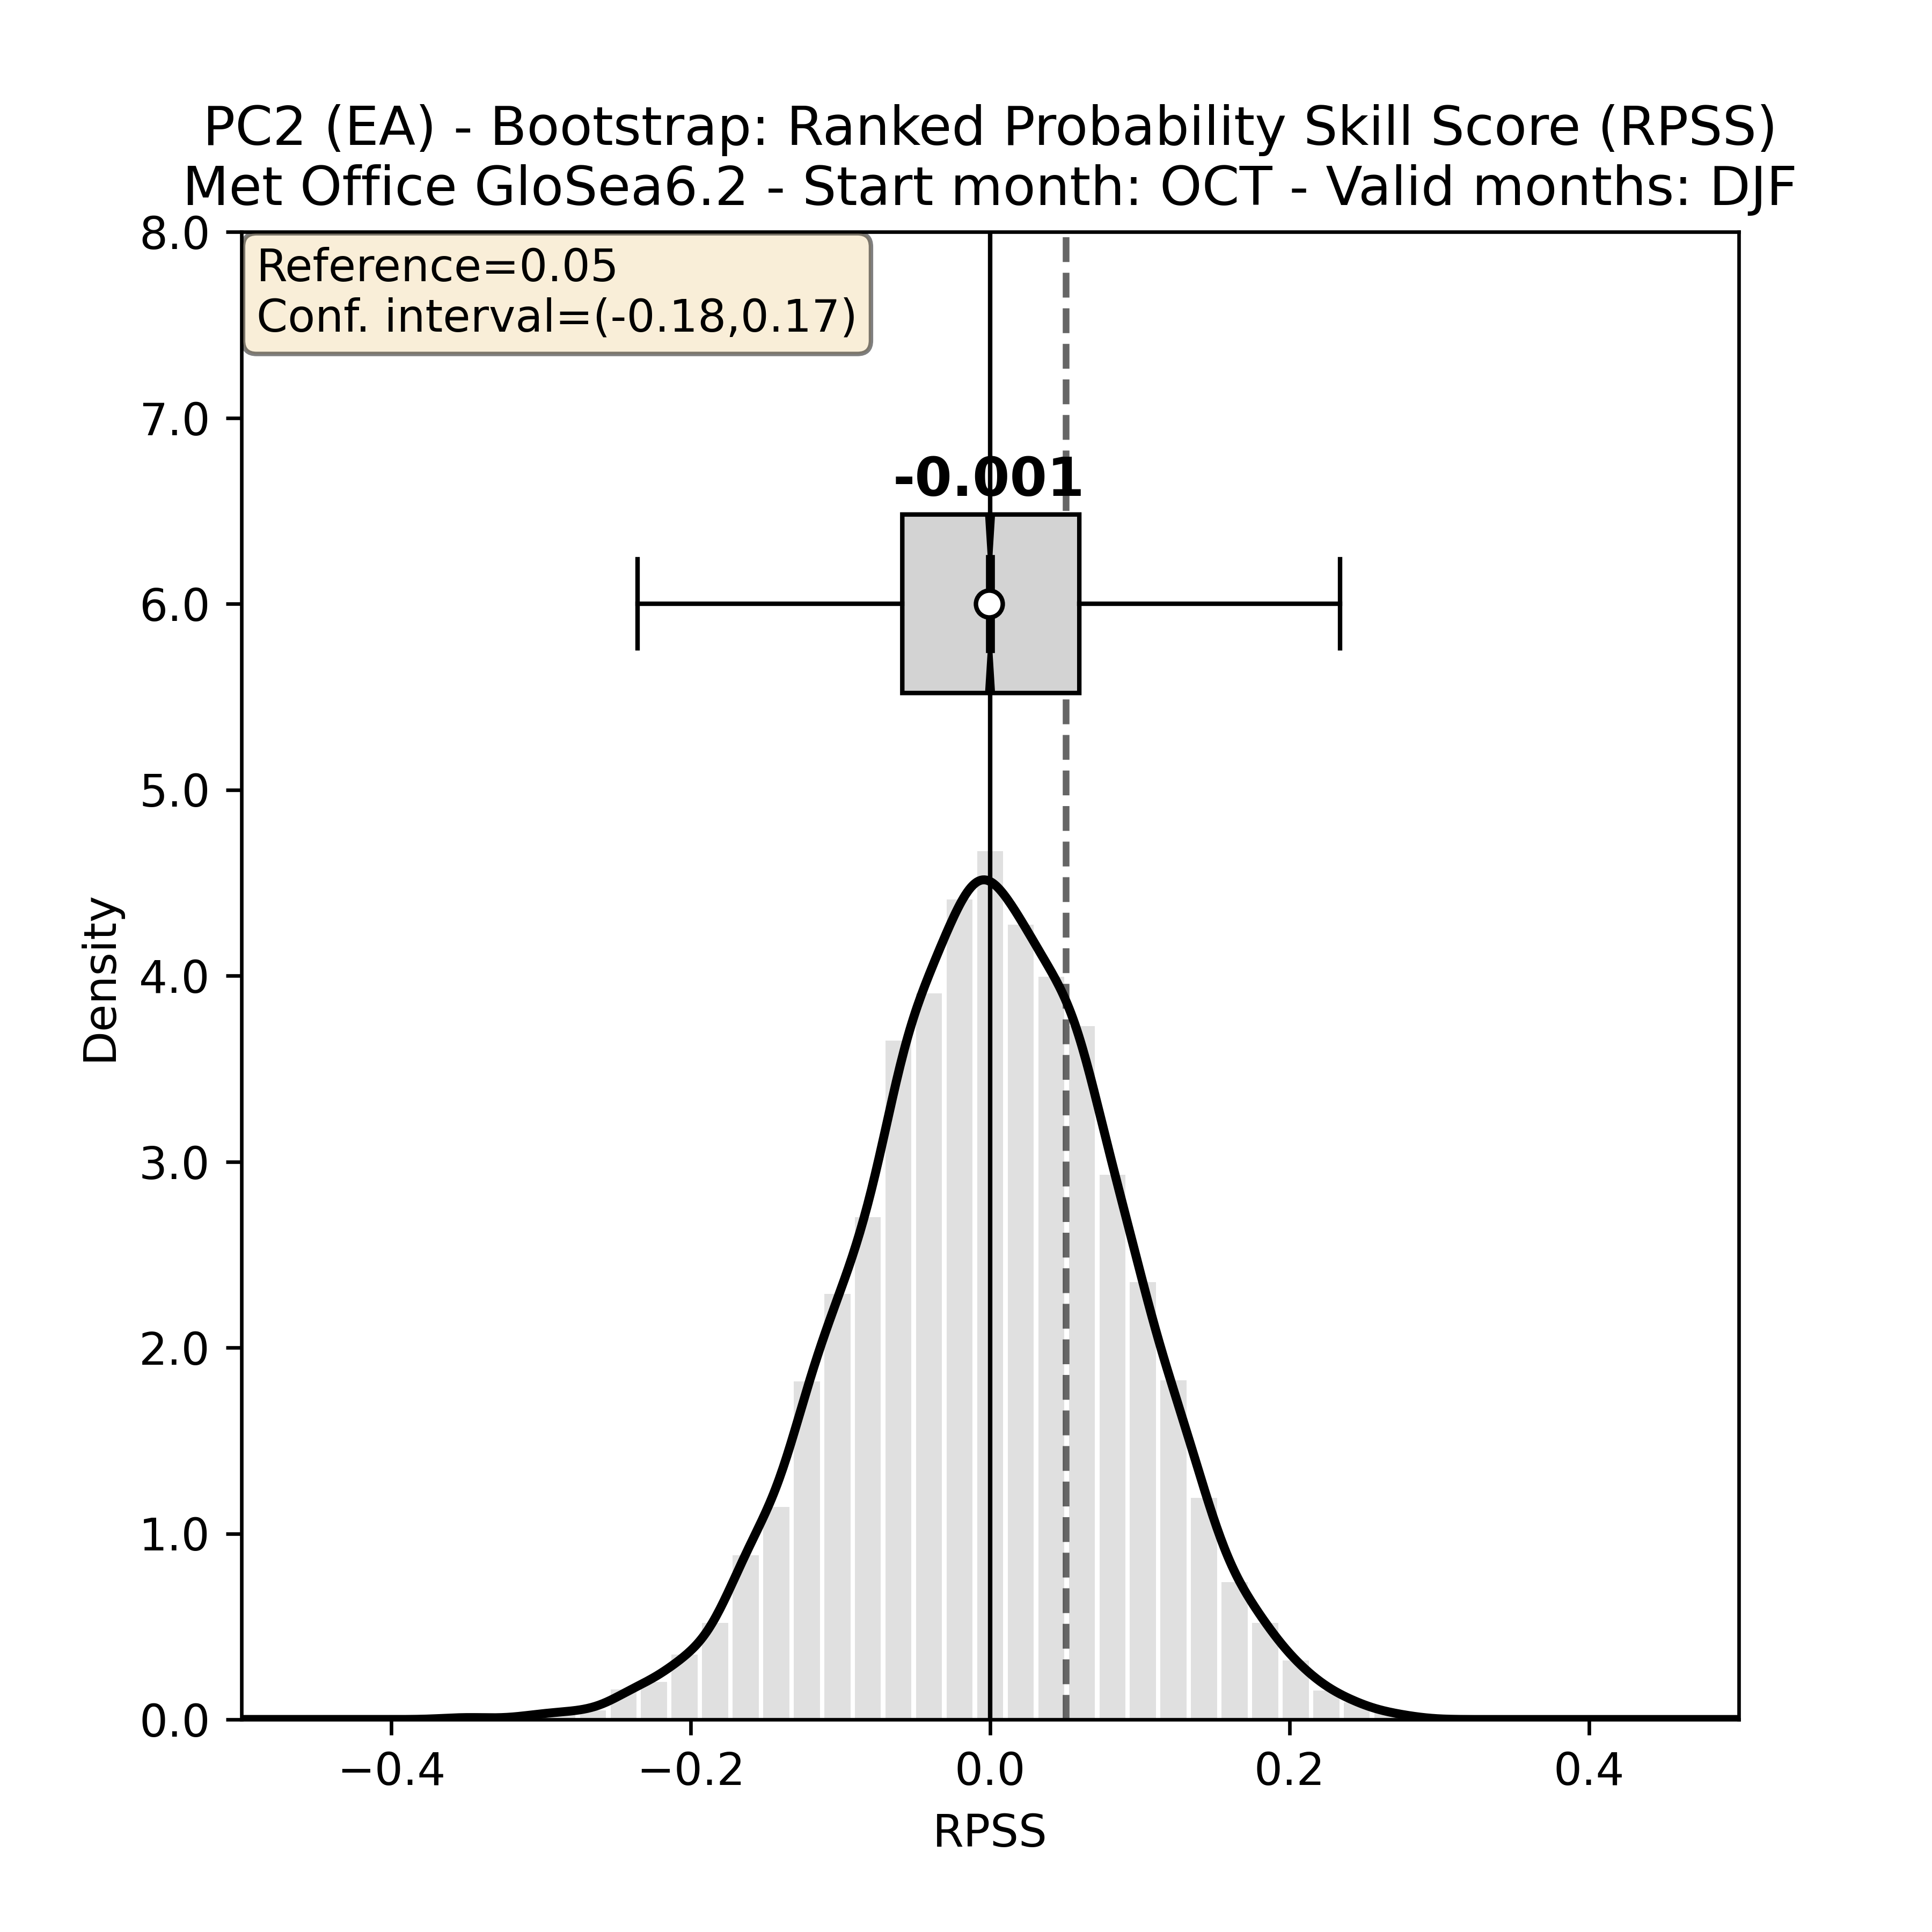 PC2 (EA) - Bootstrap: Ranked Probability Skill Score (RPSS)
Met Office GloSea6.2 - Start month: OCT - Valid months: DJF
8.0
Reference=0.05
Conf. interval=(-0.18,0.17)
7.0
-0.001
6.0
5.0
4.0
3.0
2.0
1.0
0.0
Density
−0.4
−0.2
0.0
0.2
0.4
RPSS